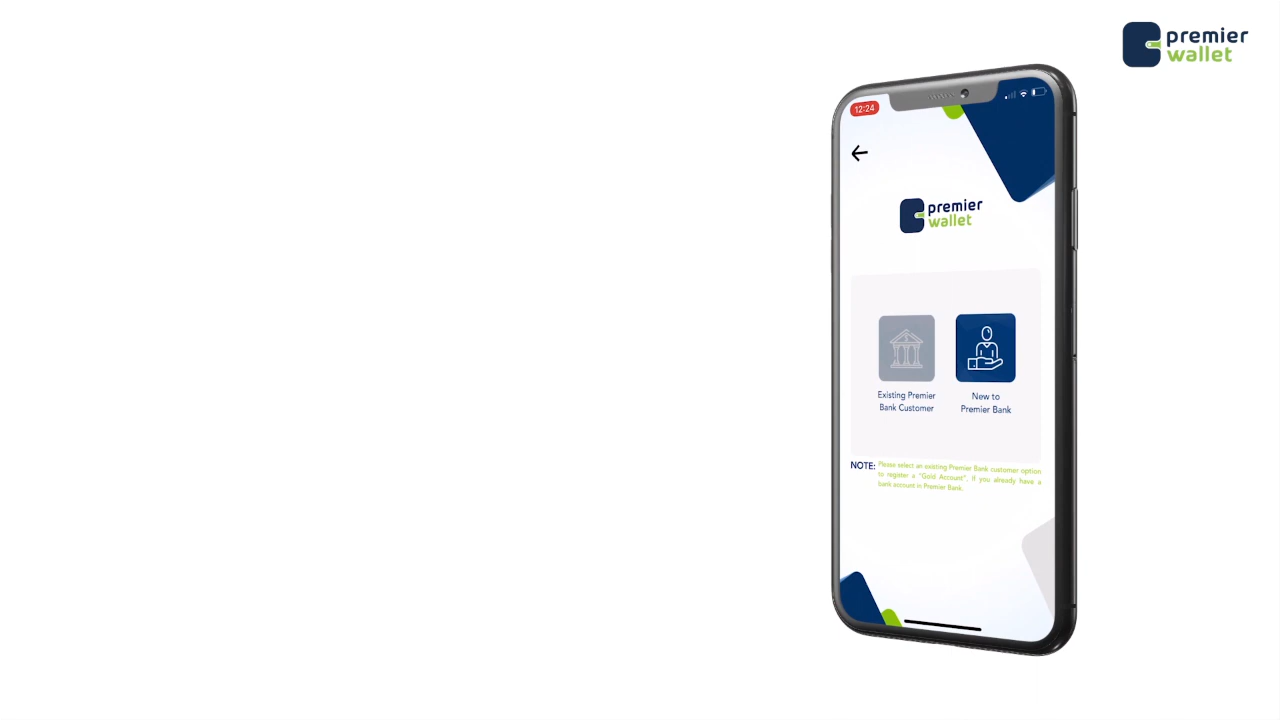 premier
wallet
12:24
premier
wallet
Existing Premier
Bank Customer
New to
Premier Bank
NOTE:
Please select an existing Premier Bank customer option
to register a "Gold Account", If you already have a
bank account in Premier Bank.